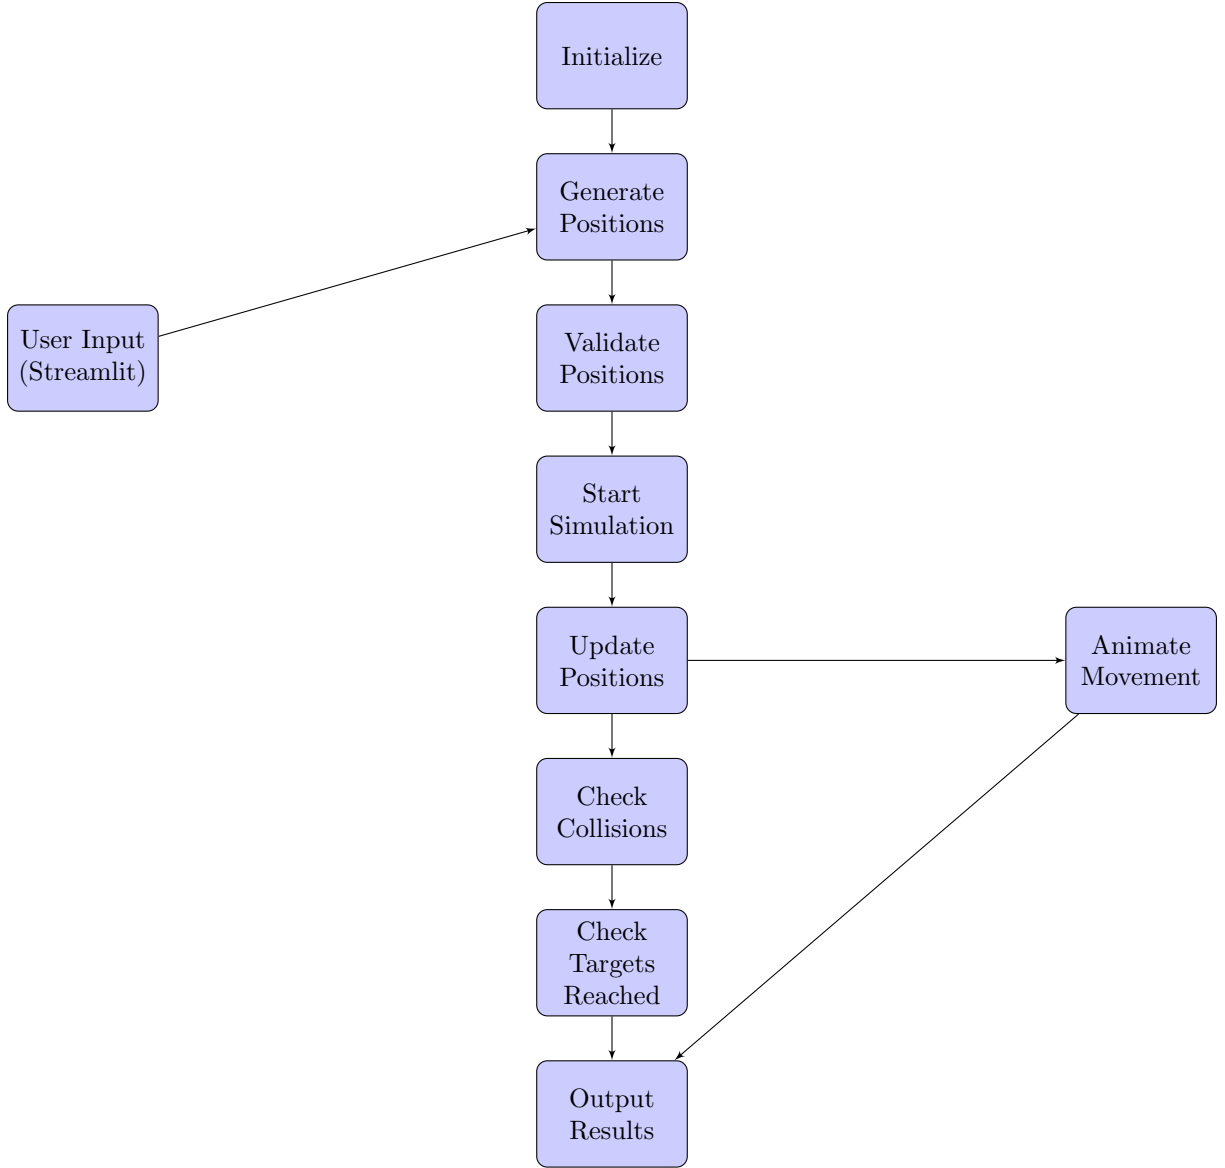 Initialize
Generate
Positions
User Input
(Streamlit)
Validate
Positions
Start
Simulation
Update
Positions
Animate
Movement
Check
Collisions
Check
Targets
Reached
Output
Results